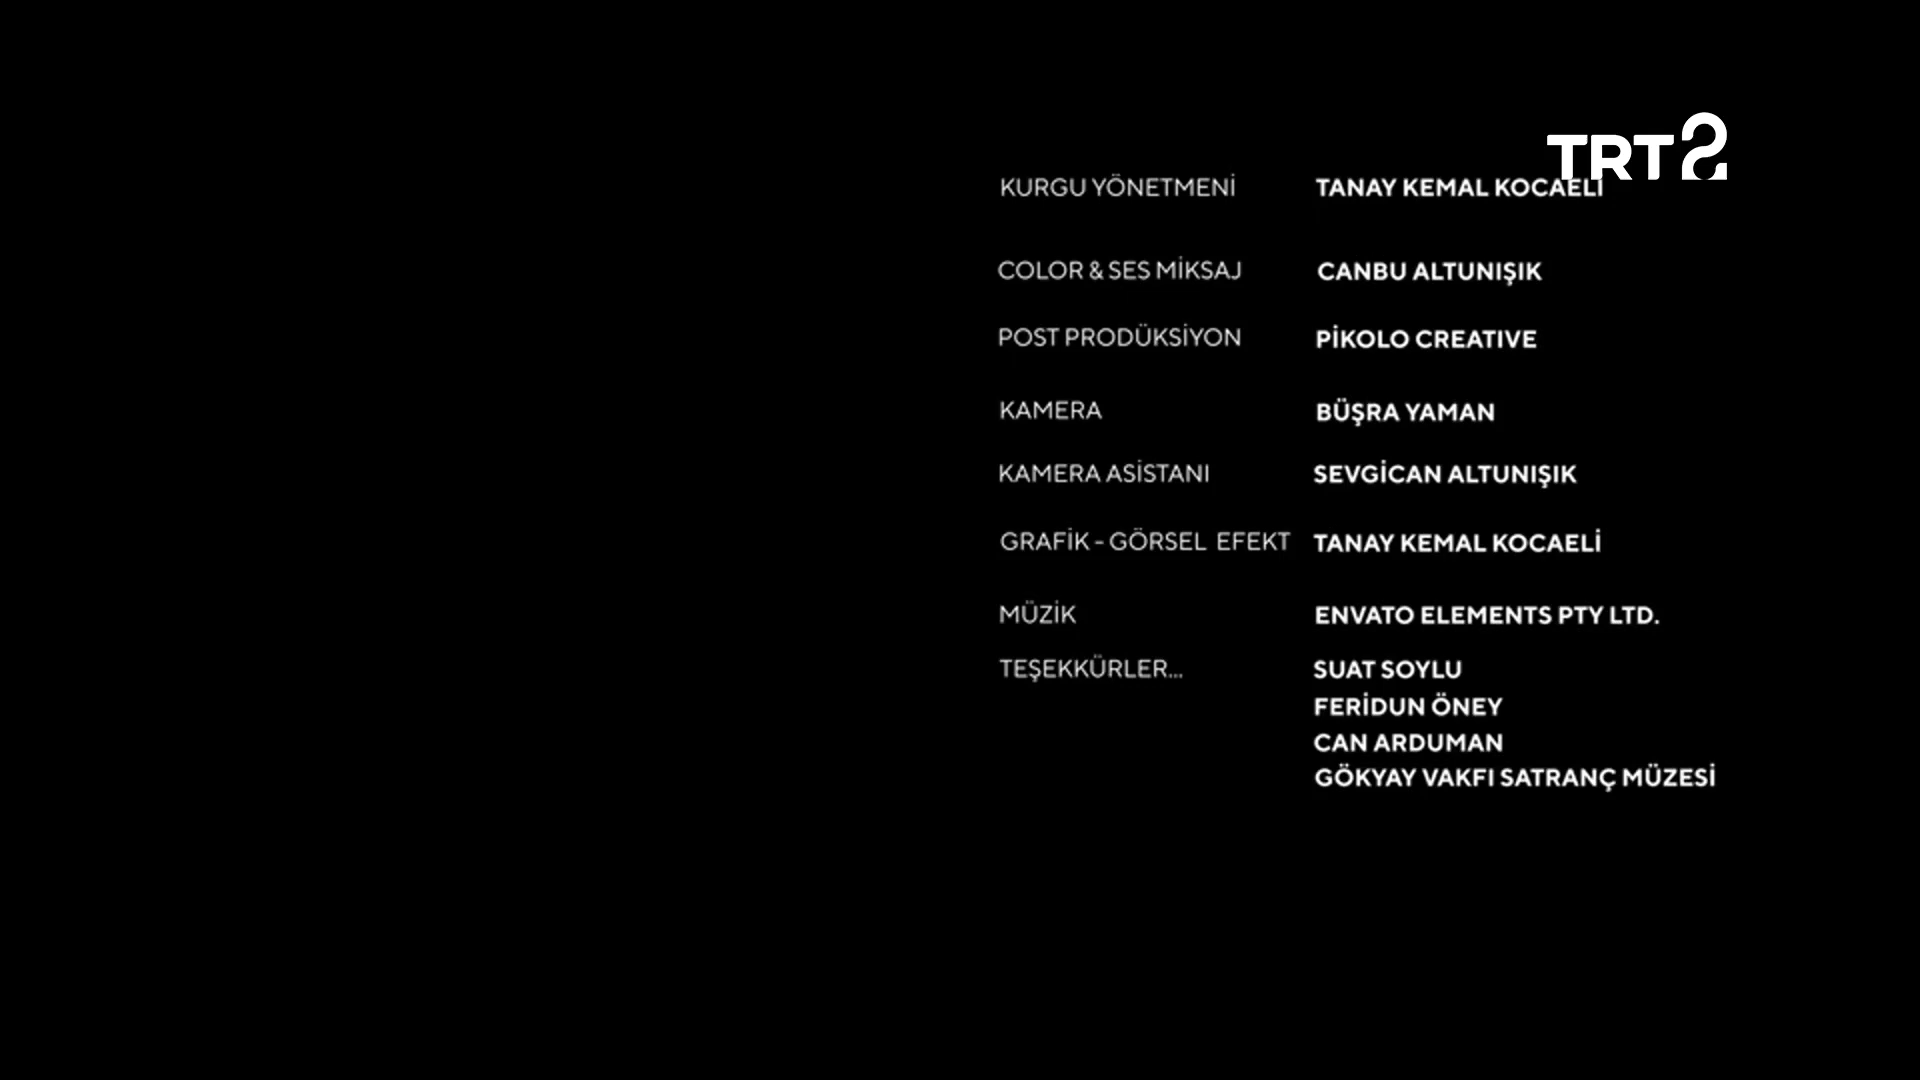 TRT2
KURGU YÖNETMENİ TANAY KEMAL KOCAELİ
COLOR & SES MİKSAJ CANBU ALTUNIŞIK
POST PRODÜKSİYON PİKOLO CREATIVE
KAMERA BÜŞRA YAMAN
KAMERA ASİSTANI SEVGİCAN ALTUNIŞIK
GRAFİK - GÖRSEL EFEKT TANAY KEMAL KOCAELİ
MÜZİK ENVATO ELEMENTS PTY LTD.
TEŞEKKÜRLER... SUAT SOYLU
FERİDUN ÖNEY
CAN ARDUMAN
GÖKYAY VAKFI SATRANÇ MÜZESİ